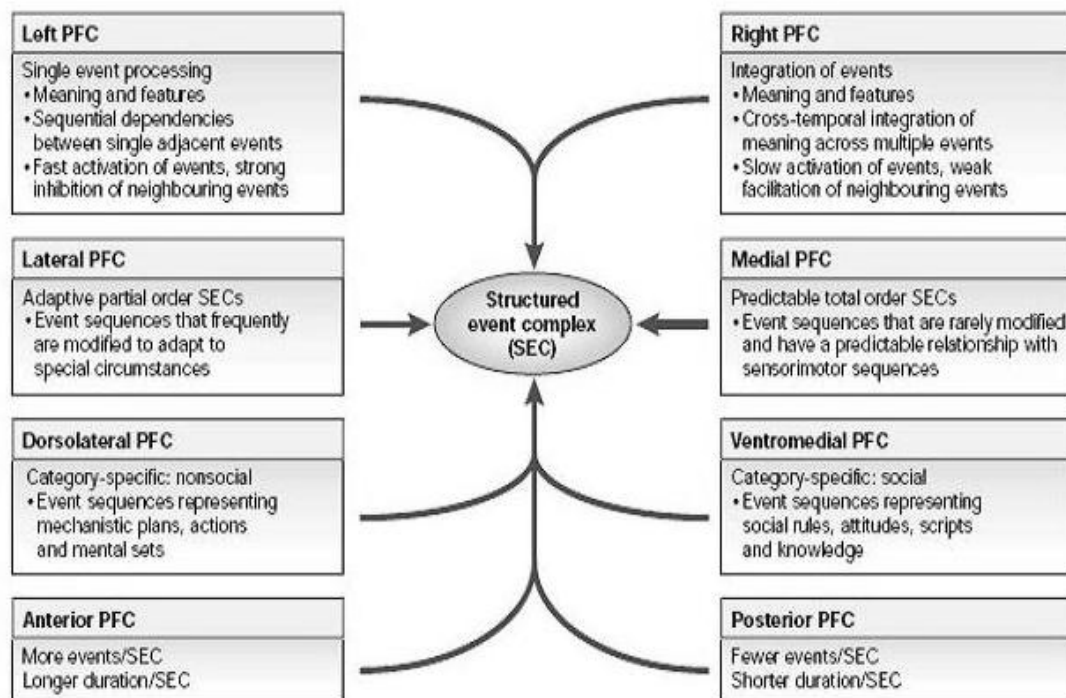 Left PFC
Single event processing
• Meaning and features
• Sequential dependencies
between single adjacent events
• Fast activation of events, strong
inhibition of neighbouring events
Right PFC
Integration of events
• Meaning and features
• Cross-temporal integration of
meaning across multiple events
• Slow activation of events, weak
facilitation of neighbouring events
Lateral PFC
Adaptive partial order SECs
• Event sequences that frequently
are modified to adapt to
special circumstances
Structured
event complex
(SEC)
Medial PFC
Predictable total order SECs
• Event sequences that are rarely modified
and have a predictable relationship with
sensorimotor sequences
Dorsolateral PFC
Category-specific: nonsocial
• Event sequences representing
mechanistic plans, actions
and mental sets
Ventromedial PFC
Category-specific: social
• Event sequences representing
social rules, attitudes, scripts
and knowledge
Anterior PFC
More events/SEC
Longer duration/SEC
Posterior PFC
Fewer events/SEC
Shorter duration/SEC